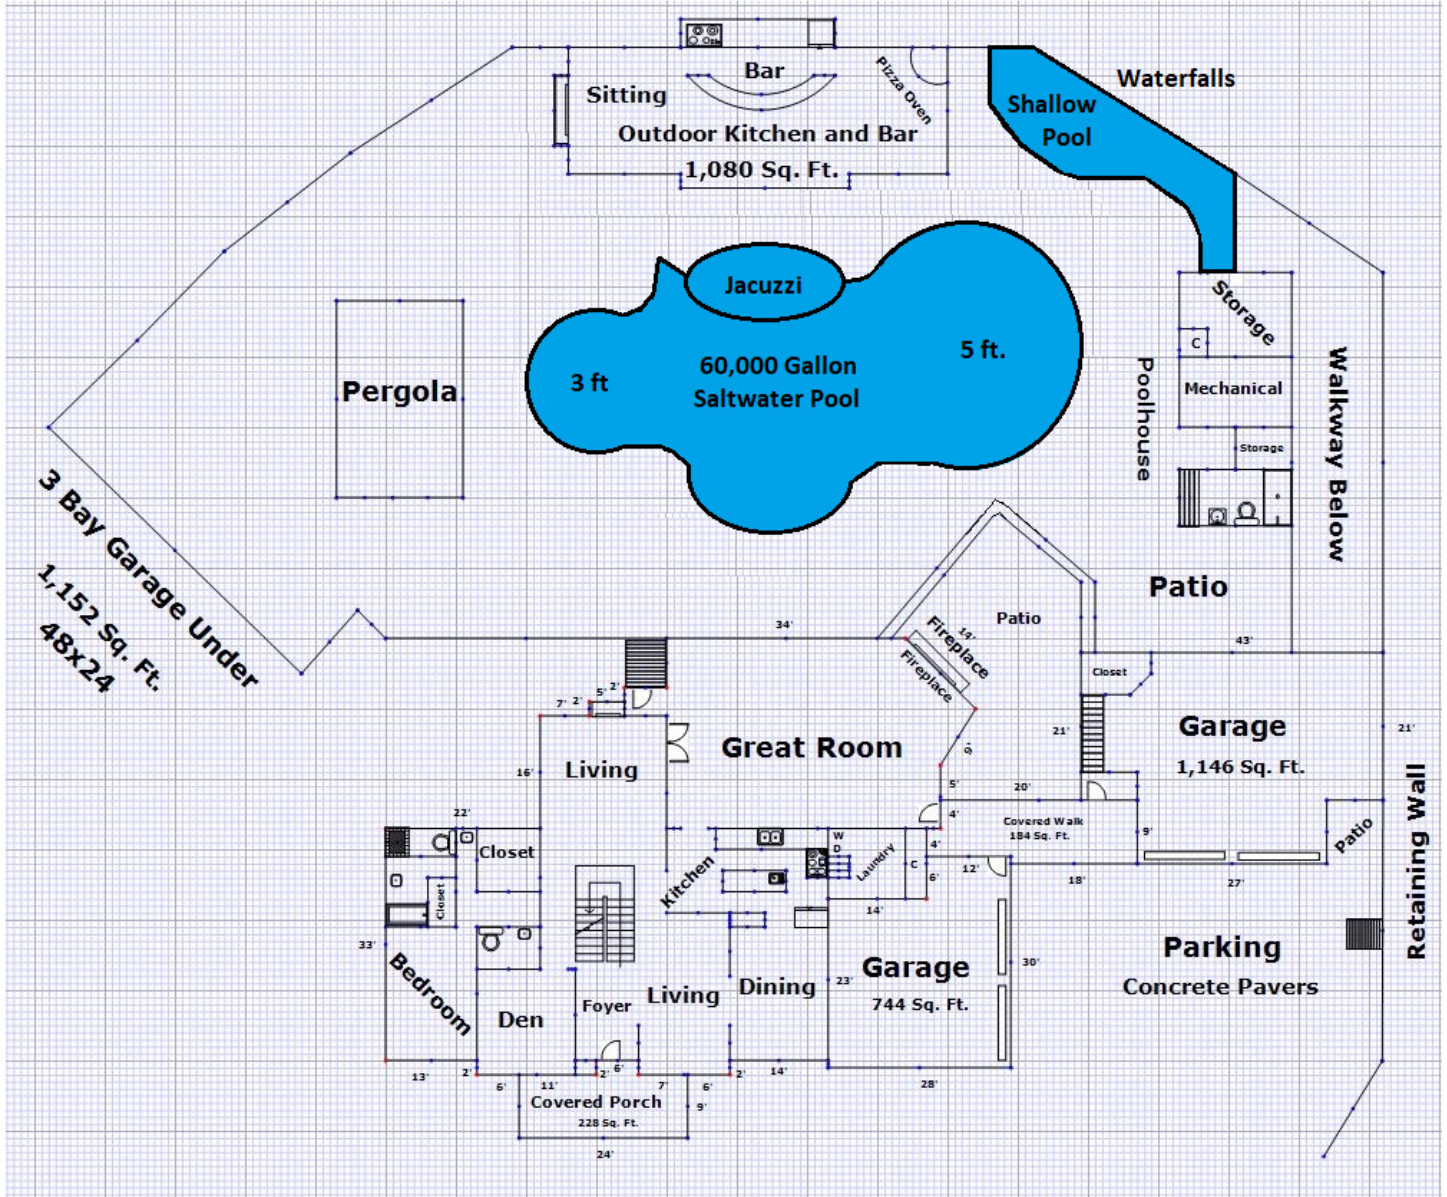 Bar
Pizza Oven
Sitting
Outdoor Kitchen and Bar
1,080 Sq. Ft.
Waterfalls
Shallow
Pool
Jacuzzi
60,000 Gallon
Saltwater Pool
3 ft
5 ft.
Pergola
Storage
C
Mechanical
Storage
Poolhouse
Walkway Below
Patio
3 Bay Garage Under
1,152 Sq. Ft.
48x24
34'
Patio
14'
Fireplace
Fireplace
43'
Closet
Garage
1,146 Sq. Ft.
21'
21'
7'
2'
5'
2'
Great Room
9'
Living
16'
5'
20'
4'
Covered Walk
184 Sq. Ft.
9'
Patio
Retaining Wall
22'
Closet
Closet
Kitchen
W
D
Laundry
C
4'
6'
12'
18'
27'
14'
33'
Bedroom
Den
Foyer
Living
Dining
23'
Garage
744 Sq. Ft.
30'
Parking
Concrete Pavers
13'
2'
6'
11'
2'
6'
7'
6'
2'
14'
28'
Covered Porch
228 Sq. Ft.
9'
24'